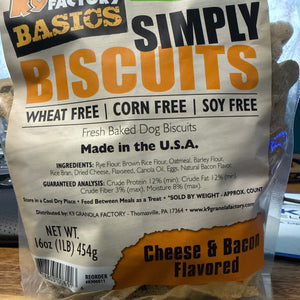 K9 FACTORY
BASICS
SIMPLY
BISCUITS
WHEAT FREE | CORN FREE | SOY FREE
Fresh Baked Dog Biscuits
Made in the U.S.A.
INGREDIENTS: Rye Flour, Brown Rice Flour, Oatmeal, Barley Flour,
Rice Bran, Dried Cheese, Flaxseed, Canola Oil, Eggs, Natural Bacon Flavor.
GUARANTEED ANALYSIS: Crude Protein 12% (min), Crude Fat 12%
Crude Fiber 3% (max), Moisture 8% (max).
Store in a Cool Dry Place • Feed Between Meals as a Treat • *SOLD BY WEIGHT - APPROX. COUNT
Distributed by: K9 GRANOLA FACTORY - Thomasville, PA 17364 • www.k9granolafactory.com
NET WT.
16oz (1LB) 454g
Cheese & Bacon
Flavored
REORDER